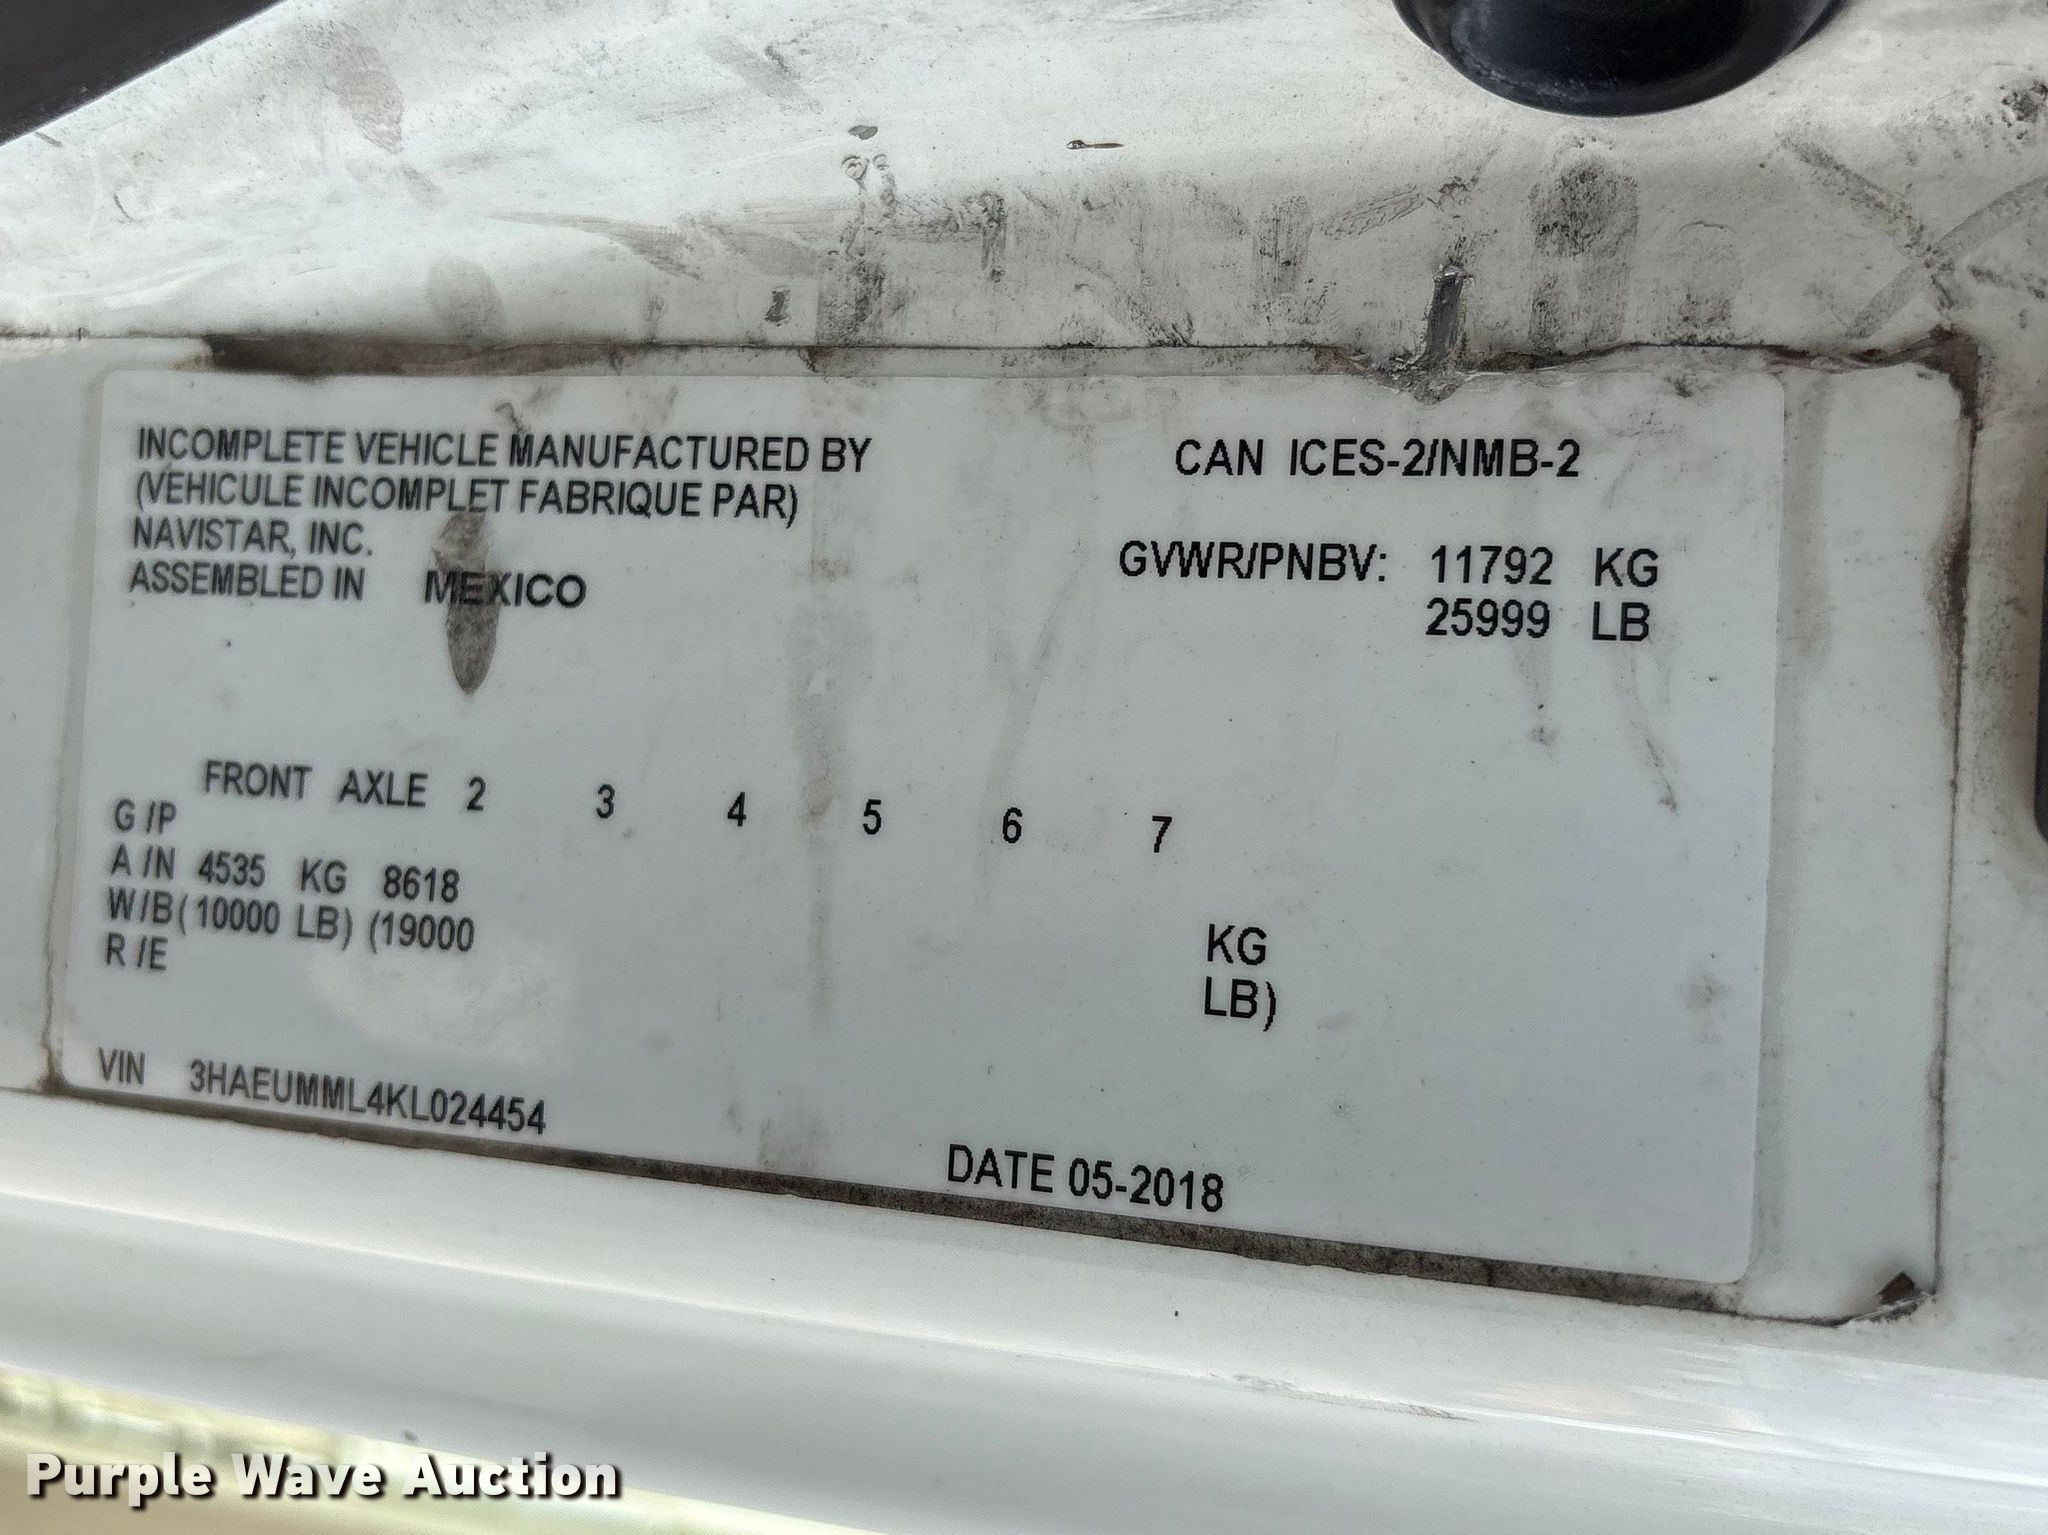 INCOMPLETE VEHICLE MANUFACTURED BY
(VEHICULE INCOMPLET FABRIQUE PAR)
NAVISTAR, INC.
ASSEMBLED IN MEXICO
CAN ICES-2/NMB-2
GVWR/PNBV: 11792 KG
25999 LB
FRONT AXLE 2 3 4 5 6 7
G /P
A /N 4535 KG 8618 KG
W/B (10000 LB) (19000 LB)
R /E
VIN 3HAEUMML4KL024454
DATE 05-2018
Purple Wave Auction